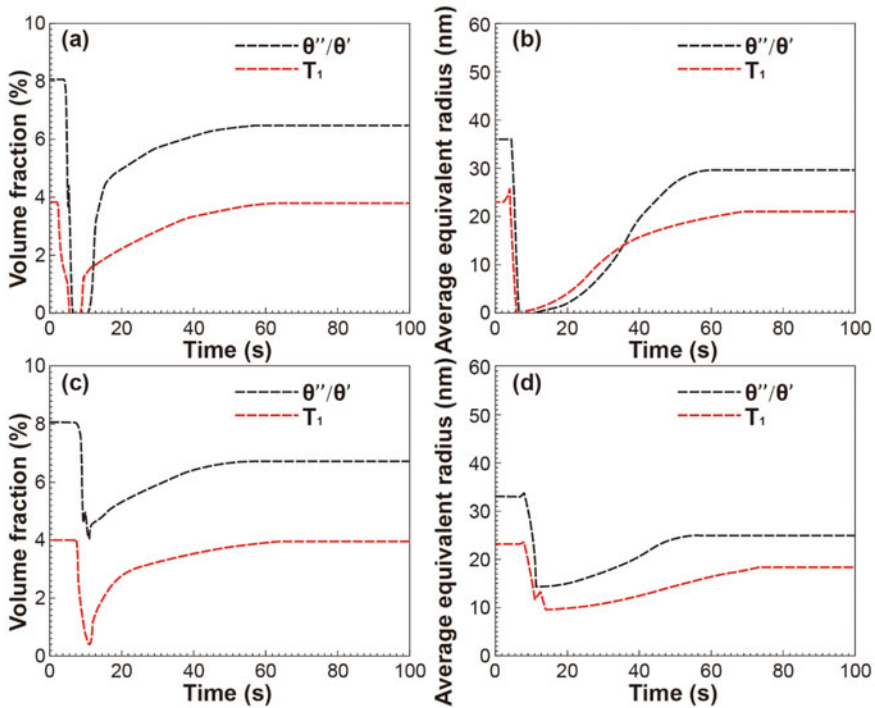 (a)
θ''/θ'
T₁
Volume fraction (%)
10
8
6
4
2
0
0 20 40 60 80 100
Time (s)
(b)
θ''/θ'
T₁
Average equivalent radius (nm)
60
50
40
30
20
10
0
0 20 40 60 80 100
Time (s)
(c)
θ''/θ'
T₁
Volume fraction (%)
10
8
6
4
2
0
0 20 40 60 80 100
Time (s)
(d)
θ''/θ'
T₁
Average equivalent radius (nm)
60
50
40
30
20
10
0
0 20 40 60 80 100
Time (s)